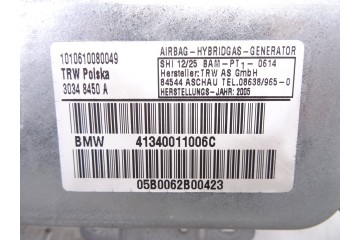 1010610080049
TRW Polska
3034 8450 A
AIRBAG - HYBRIDGAS - GENERATOR
SHI 12/25 BAM-PT1 - 0614
Hersteller:TRW AS GmbH
84544 ASCHAU TEL.08638/965-0
HERSTELLUNGS-JAHR: 2005
BMW 41340011006C
05B0062B00423